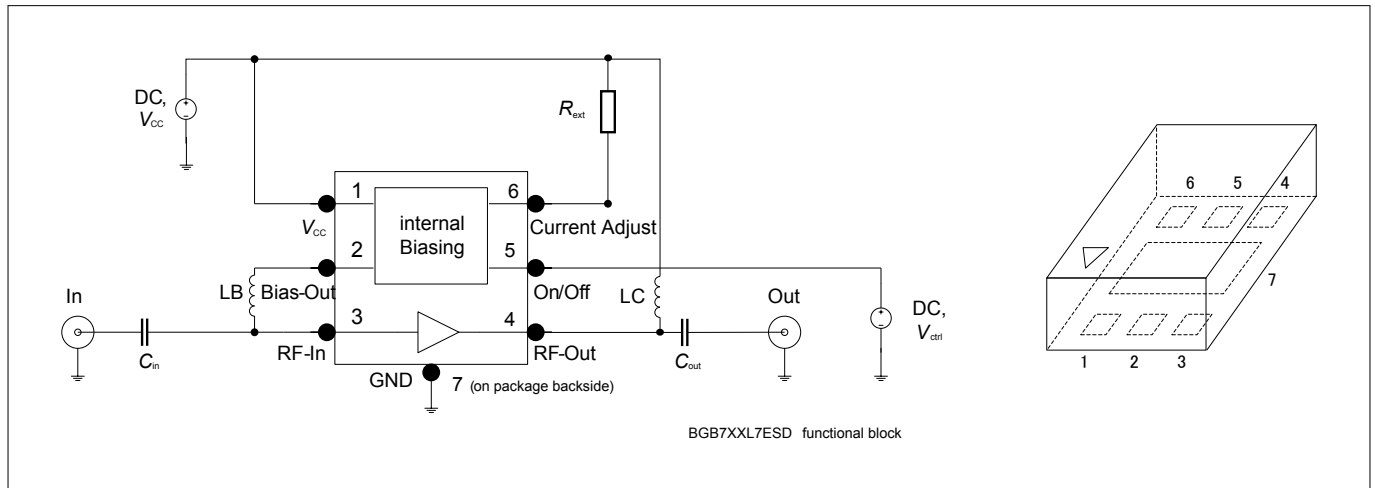 DC,
VCC
Rext
1
6
VCC
internal
Biasing
Current Adjust
2
5
LB
Bias-Out
On/Off
LC
In
Out
DC,
Vctrl
3
4
Cin
RF-In
RF-Out
Cout
GND
7 (on package backside)
BGB7XXL7ESD functional block
6 5 4
7
1 2 3